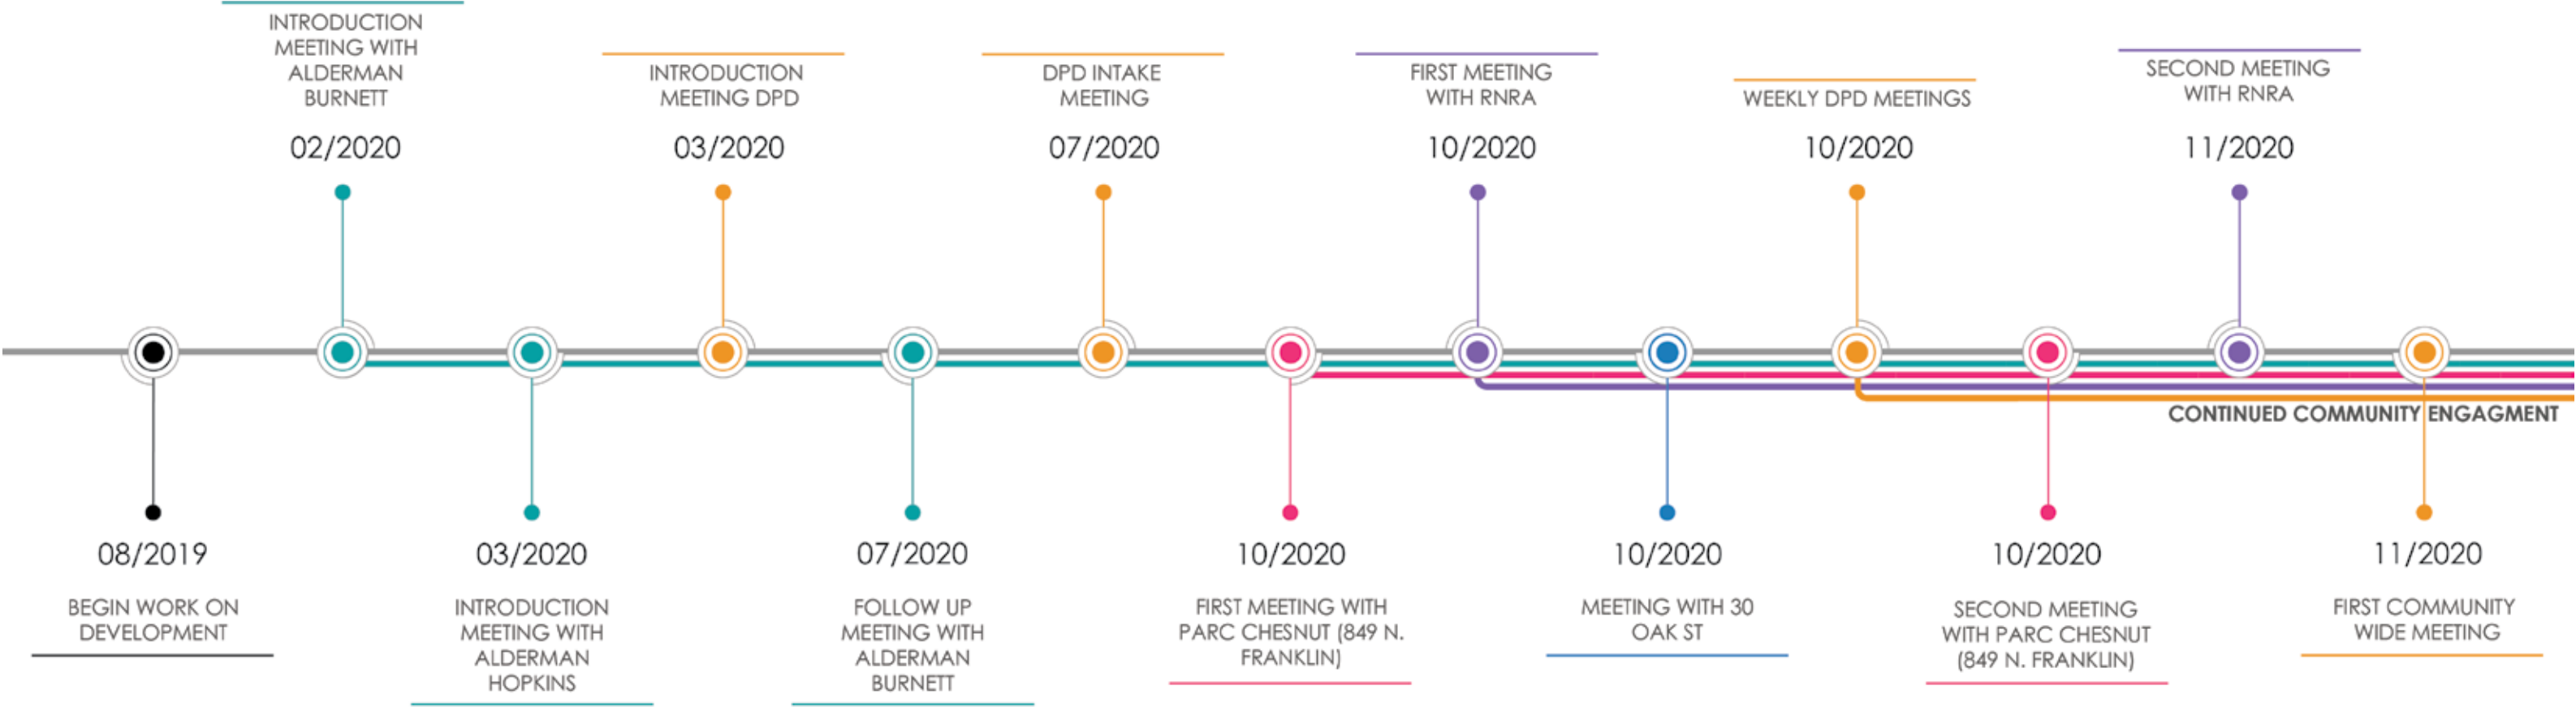 INTRODUCTION
MEETING WITH
ALDERMAN
BURNETT
02/2020
INTRODUCTION
MEETING DPD
03/2020
DPD INTAKE
MEETING
07/2020
FIRST MEETING
WITH RNRA
10/2020
WEEKLY DPD MEETINGS
10/2020
SECOND MEETING
WITH RNRA
11/2020
CONTINUED COMMUNITY ENGAGMENT
08/2019
BEGIN WORK ON
DEVELOPMENT
03/2020
INTRODUCTION
MEETING WITH
ALDERMAN
HOPKINS
07/2020
FOLLOW UP
MEETING WITH
ALDERMAN
BURNETT
10/2020
FIRST MEETING WITH
PARC CHESNUT (849 N.
FRANKLIN)
10/2020
MEETING WITH 30
OAK ST
10/2020
SECOND MEETING
WITH PARC CHESNUT
(849 N. FRANKLIN)
11/2020
FIRST COMMUNITY
WIDE MEETING